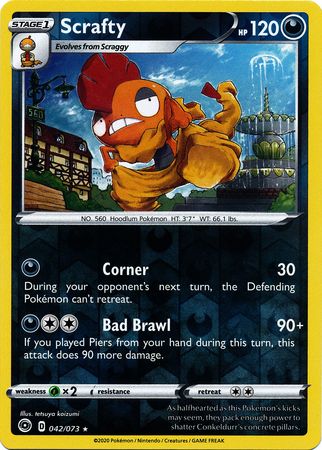 STAGE 1
Scrafty
HP 120
Evolves from Scraggy
560
NO. 560 Hoodlum Pokémon HT: 3'7" WT: 66.1 lbs.
Corner 30
During your opponent's next turn, the Defending
Pokémon can't retreat.
Bad Brawl 90+
If you played Piers from your hand during this turn, this
attack does 90 more damage.
weakness ×2 resistance retreat
Illus. tetsuya koizumi
D 042/073 ★
As halfhearted as this Pokémon's kicks
may seem, they pack enough power to
shatter Conkeldurr's concrete pillars.
©2020 Pokémon / Nintendo / Creatures / GAME FREAK